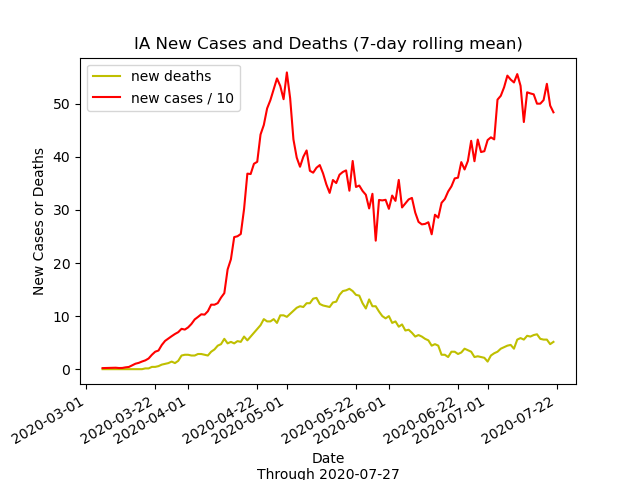 IA New Cases and Deaths (7-day rolling mean)
new deaths
new cases / 10
New Cases or Deaths
50
40
30
20
10
0
2020-03-01
2020-03-22
2020-04-01
2020-04-22
2020-05-01
2020-05-22
2020-06-01
2020-06-22
2020-07-01
2020-07-22
Date
Through 2020-07-27